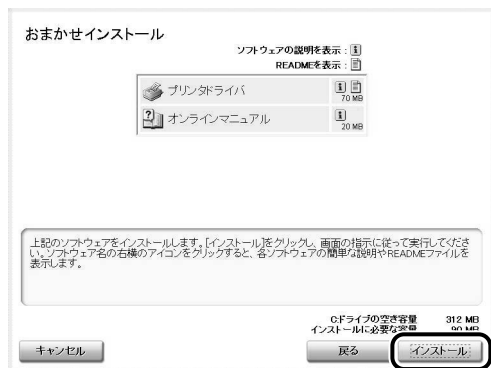 おまかせインストール
ソフトウェアの説明を表示：
READMEを表示：
プリンタドライバ
70 MB
オンラインマニュアル
20 MB
上記のソフトウェアをインストールします。[インストール]をクリックし、画面の指示に従って実行してくださ
い。ソフトウェア名の右横のアイコンをクリックすると、各ソフトウェアの簡単な説明やREADMEファイルを
表示します。
C:ドライブの空き容量 312 MB
インストールに必要な容量 90 MB
キャンセル 戻る インストール